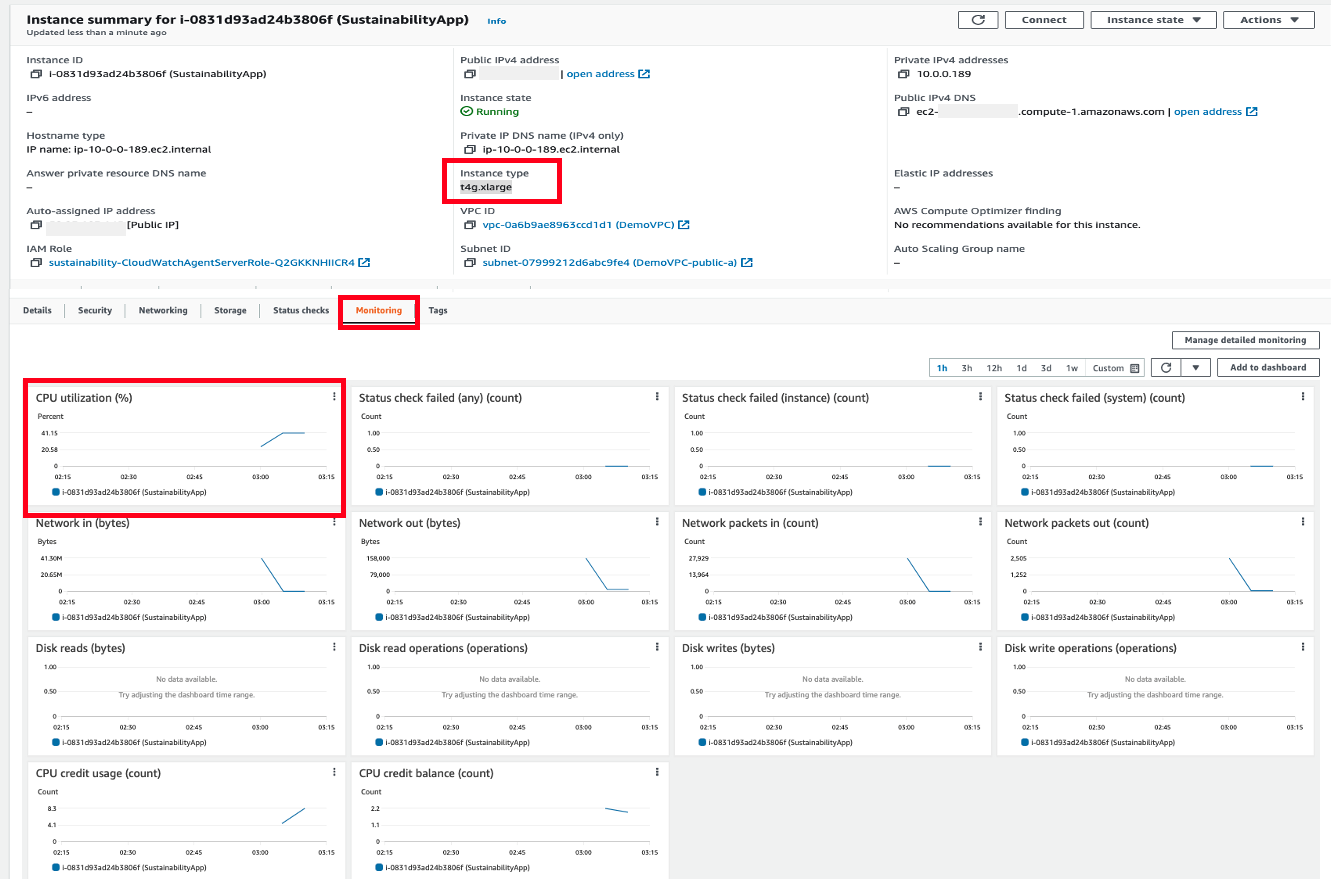 Instance summary for i-0831d93ad24b3806f (SustainabilityApp) Info
Updated less than a minute ago
Connect
Instance state
Actions
Instance ID
i-0831d93ad24b3806f (SustainabilityApp)
Public IPv4 address
| open address
Private IPv4 addresses
10.0.0.189
IPv6 address
–
Instance state
Running
Public IPv4 DNS
ec2- .compute-1.amazonaws.com | open address
Hostname type
IP name: ip-10-0-0-189.ec2.internal
Private IP DNS name (IPv4 only)
ip-10-0-0-189.ec2.internal
Answer private resource DNS name
–
Instance type
t4g.xlarge
Elastic IP addresses
–
Auto-assigned IP address
[Public IP]
VPC ID
vpc-0a6b9ae8963ccd1d1 (DemoVPC)
AWS Compute Optimizer finding
No recommendations available for this instance.
IAM Role
sustainability-CloudWatchAgentServerRole-Q2GKKNHIICR4
Subnet ID
subnet-07999212d6abc9fe4 (DemoVPC-public-a)
Auto Scaling Group name
–
Details Security Networking Storage Status checks Monitoring Tags
Manage detailed monitoring
1h 3h 12h 1d 3d 1w Custom
Add to dashboard
CPU utilization (%)
Percent
41.15
20.58
0
02:15 02:30 02:45 03:00 03:15
i-0831d93ad24b3806f (SustainabilityApp)
Status check failed (any) (count)
Count
1.00
0.50
0
02:15 02:30 02:45 03:00 03:15
i-0831d93ad24b3806f (SustainabilityApp)
Status check failed (instance) (count)
Count
1.00
0.50
0
02:15 02:30 02:45 03:00 03:15
i-0831d93ad24b3806f (SustainabilityApp)
Status check failed (system) (count)
Count
1.00
0.50
0
02:15 02:30 02:45 03:00 03:15
i-0831d93ad24b3806f (SustainabilityApp)
Network in (bytes)
Bytes
41.30M
20.65M
0
02:15 02:30 02:45 03:00 03:15
i-0831d93ad24b3806f (SustainabilityApp)
Network out (bytes)
Bytes
158,000
79,000
0
02:15 02:30 02:45 03:00 03:15
i-0831d93ad24b3806f (SustainabilityApp)
Network packets in (count)
Count
27,929
13,964
0
02:15 02:30 02:45 03:00 03:15
i-0831d93ad24b3806f (SustainabilityApp)
Network packets out (count)
Count
2,505
1,252
0
02:15 02:30 02:45 03:00 03:15
i-0831d93ad24b3806f (SustainabilityApp)
Disk reads (bytes)
1.00
No data available.
0.50
Try adjusting the dashboard time range.
0
02:15 02:30 02:45 03:00 03:15
i-0831d93ad24b3806f (SustainabilityApp)
Disk read operations (operations)
1.00
No data available.
0.50
Try adjusting the dashboard time range.
0
02:15 02:30 02:45 03:00 03:15
i-0831d93ad24b3806f (SustainabilityApp)
Disk writes (bytes)
1.00
No data available.
0.50
Try adjusting the dashboard time range.
0
02:15 02:30 02:45 03:00 03:15
i-0831d93ad24b3806f (SustainabilityApp)
Disk write operations (operations)
1.00
No data available.
0.50
Try adjusting the dashboard time range.
0
02:15 02:30 02:45 03:00 03:15
i-0831d93ad24b3806f (SustainabilityApp)
CPU credit usage (count)
Count
8.3
4.1
0
02:15 02:30 02:45 03:00 03:15
i-0831d93ad24b3806f (SustainabilityApp)
CPU credit balance (count)
Count
2.2
1.1
0
02:15 02:30 02:45 03:00 03:15
i-0831d93ad24b3806f (SustainabilityApp)